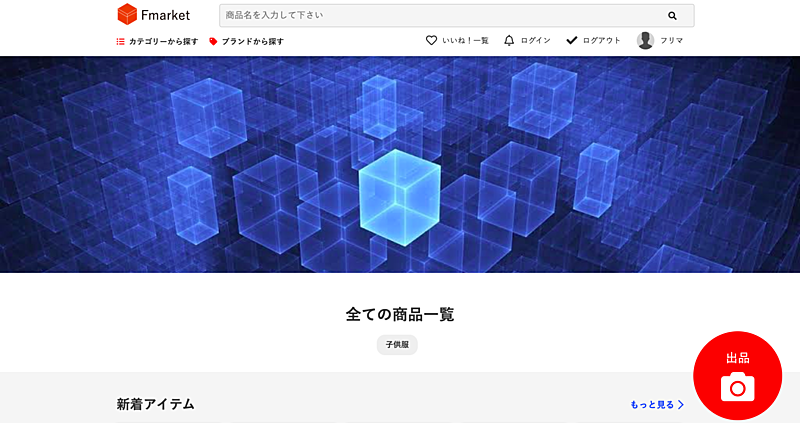 Fmarket
商品名を入力して下さい
カテゴリーから探す
ブランドから探す
いいね！一覧
ログイン
ログアウト
フリマ
全ての商品一覧
子供服
出品
新着アイテム
もっと見る